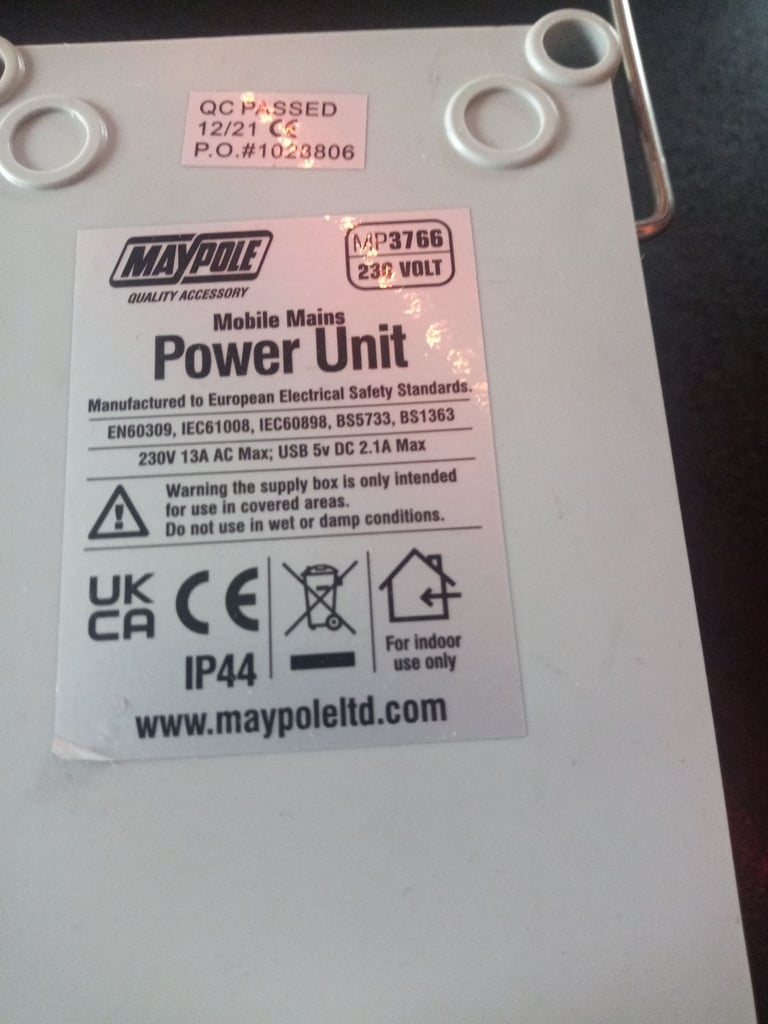 QC PASSED
12/21 CE
P.O.#1023806
MAYPOLE
QUALITY ACCESSORY
MP3766
230 VOLT
Mobile Mains
Power Unit
Manufactured to European Electrical Safety Standards.
EN60309, IEC61008, IEC60898, BS5733, BS1363
230V 13A AC Max; USB 5v DC 2.1A Max
Warning the supply box is only intended
for use in covered areas.
Do not use in wet or damp conditions.
UK
CA
CE
IP44
For indoor
use only
www.maypoleltd.com